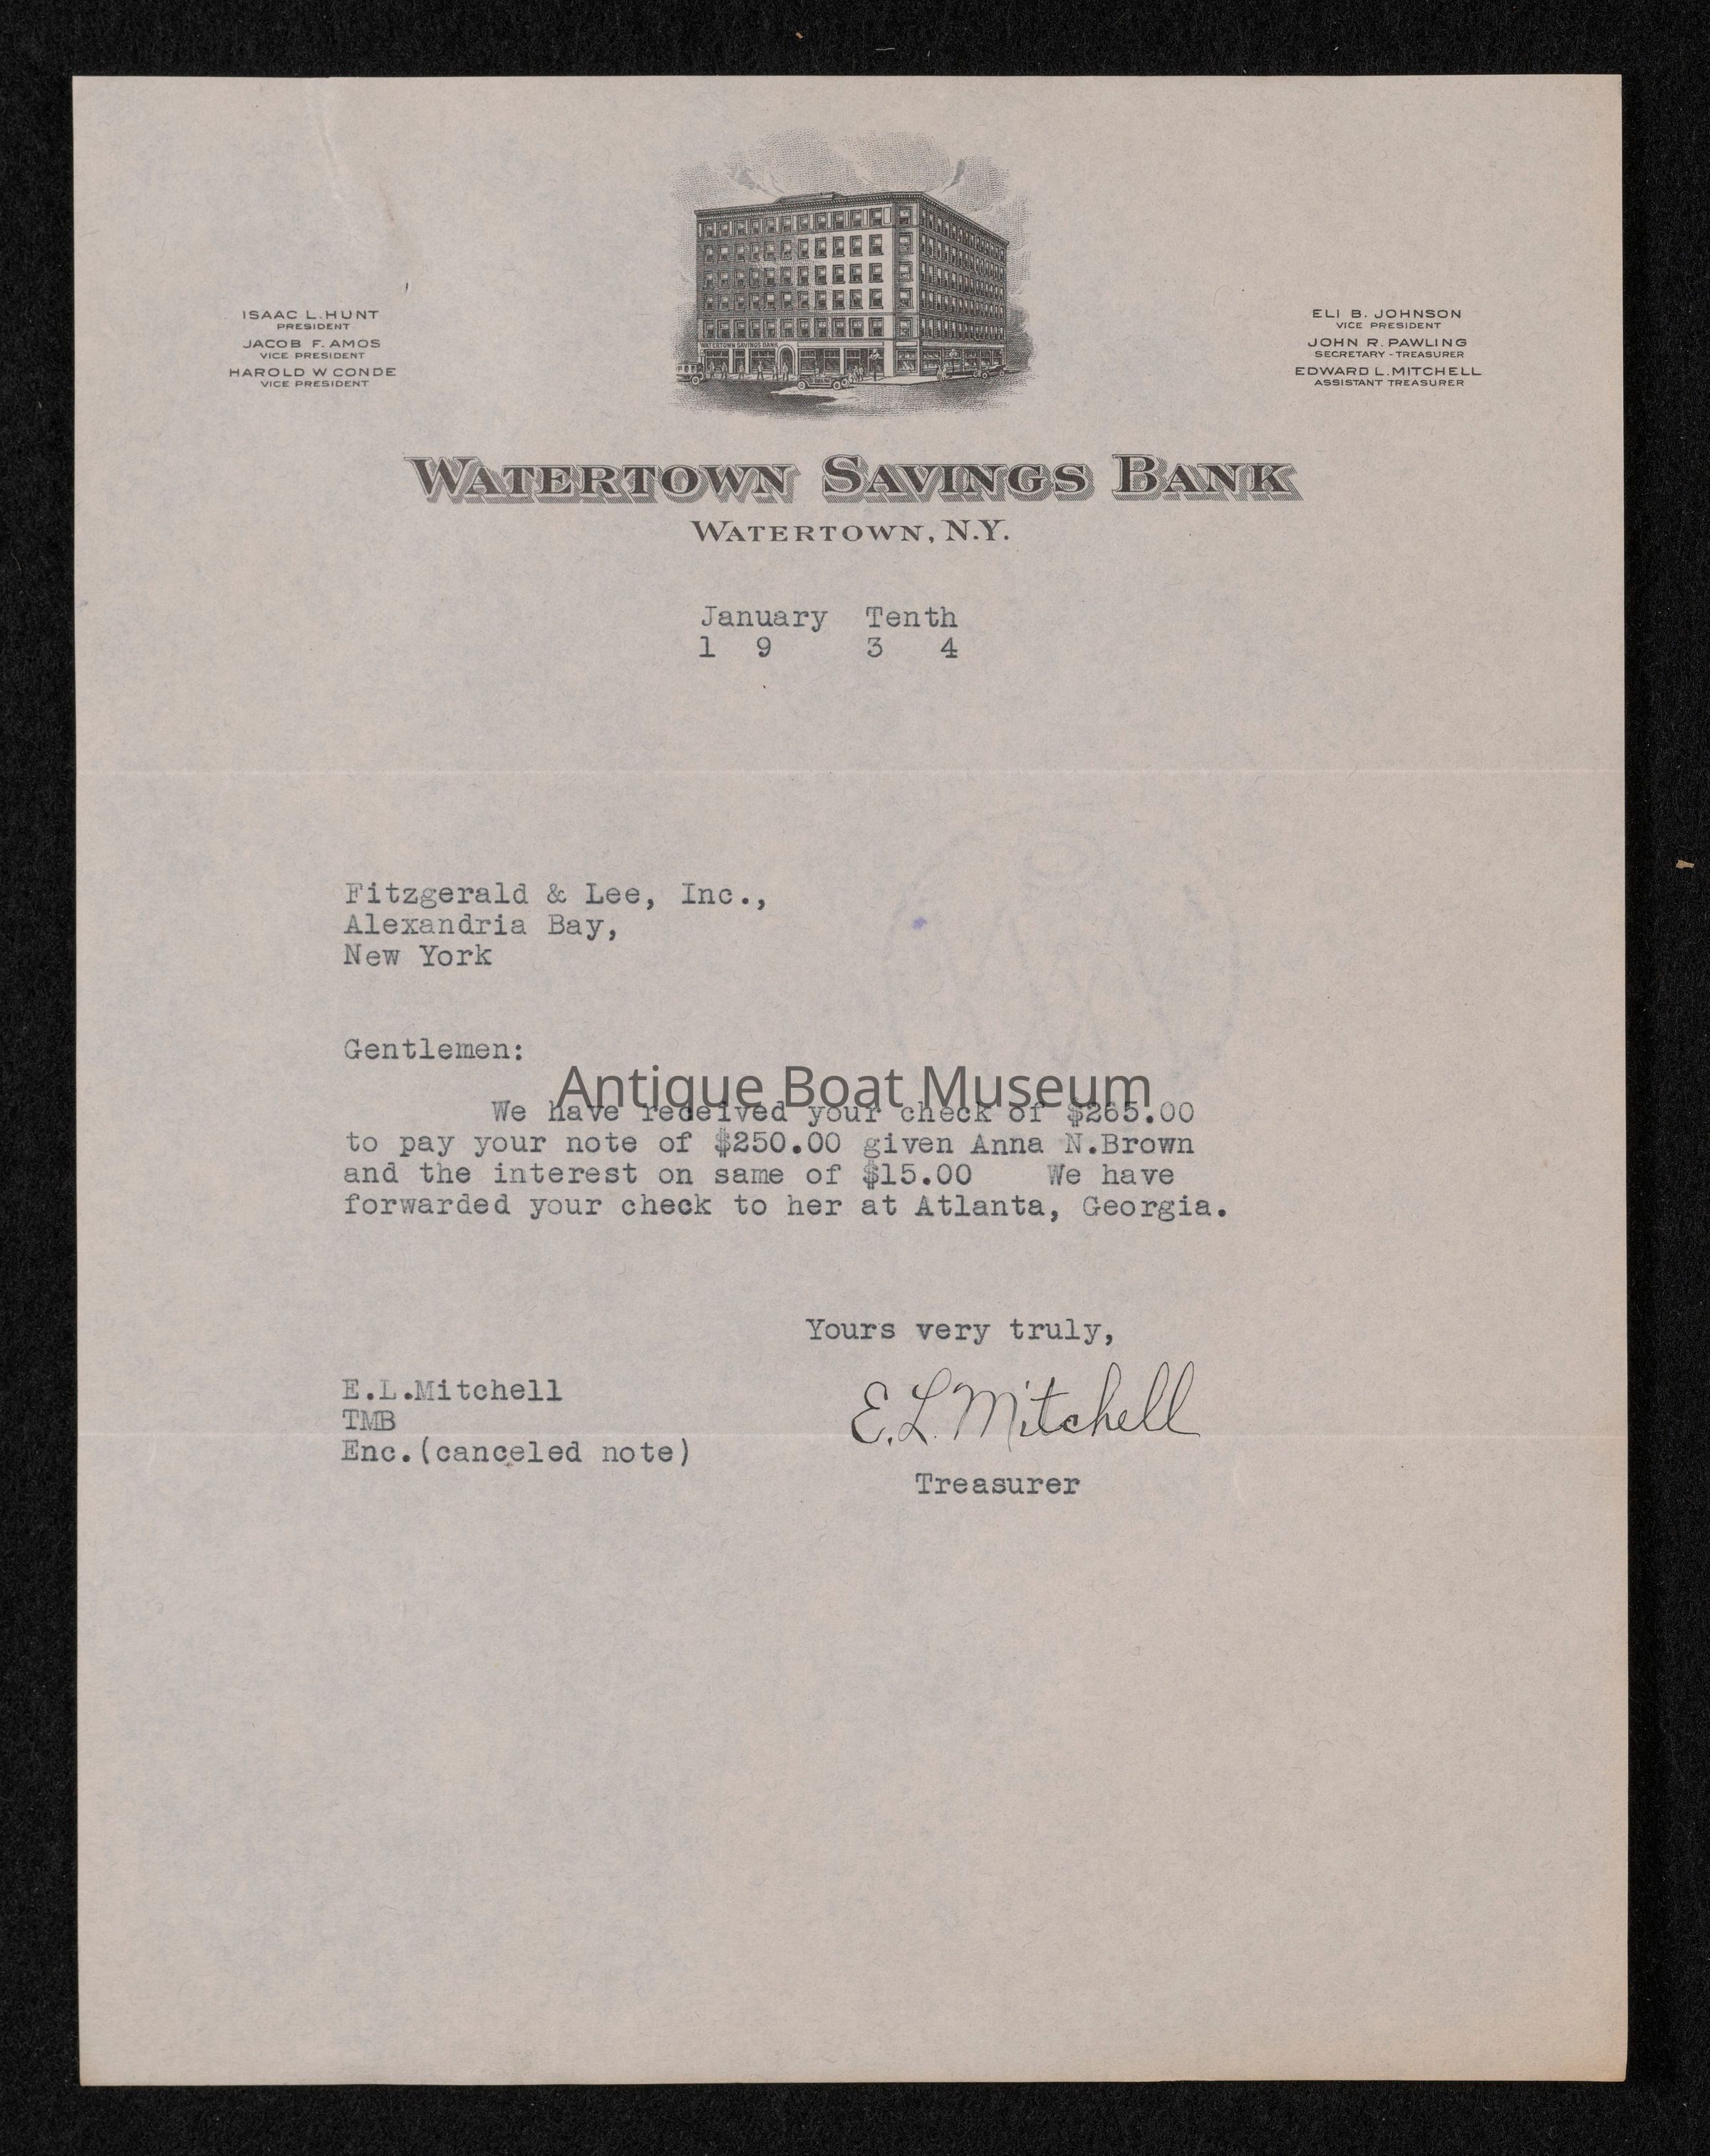 ISAAC L. HUNT
PRESIDENT
JACOB F. AMOS
VICE PRESIDENT
HAROLD W CONDE
VICE PRESIDENT
WATERTOWN SAVINGS BANK
ELI B. JOHNSON
VICE PRESIDENT
JOHN R. PAWLING
SECRETARY - TREASURER
EDWARD L. MITCHELL
ASSISTANT TREASURER
WATERTOWN SAVINGS BANK
WATERTOWN, N.Y.
January Tenth
1 9 3 4
Fitzgerald & Lee, Inc.,
Alexandria Bay,
New York
Gentlemen:
Antique Boat Museum
We have received your check of $265.00
to pay your note of $250.00 given Anna N.Brown
and the interest on same of $15.00 We have
forwarded your check to her at Atlanta, Georgia.
Yours very truly,
E.L.Mitchell
E.L. Mitchell
TMB
Enc.(canceled note)
Treasurer